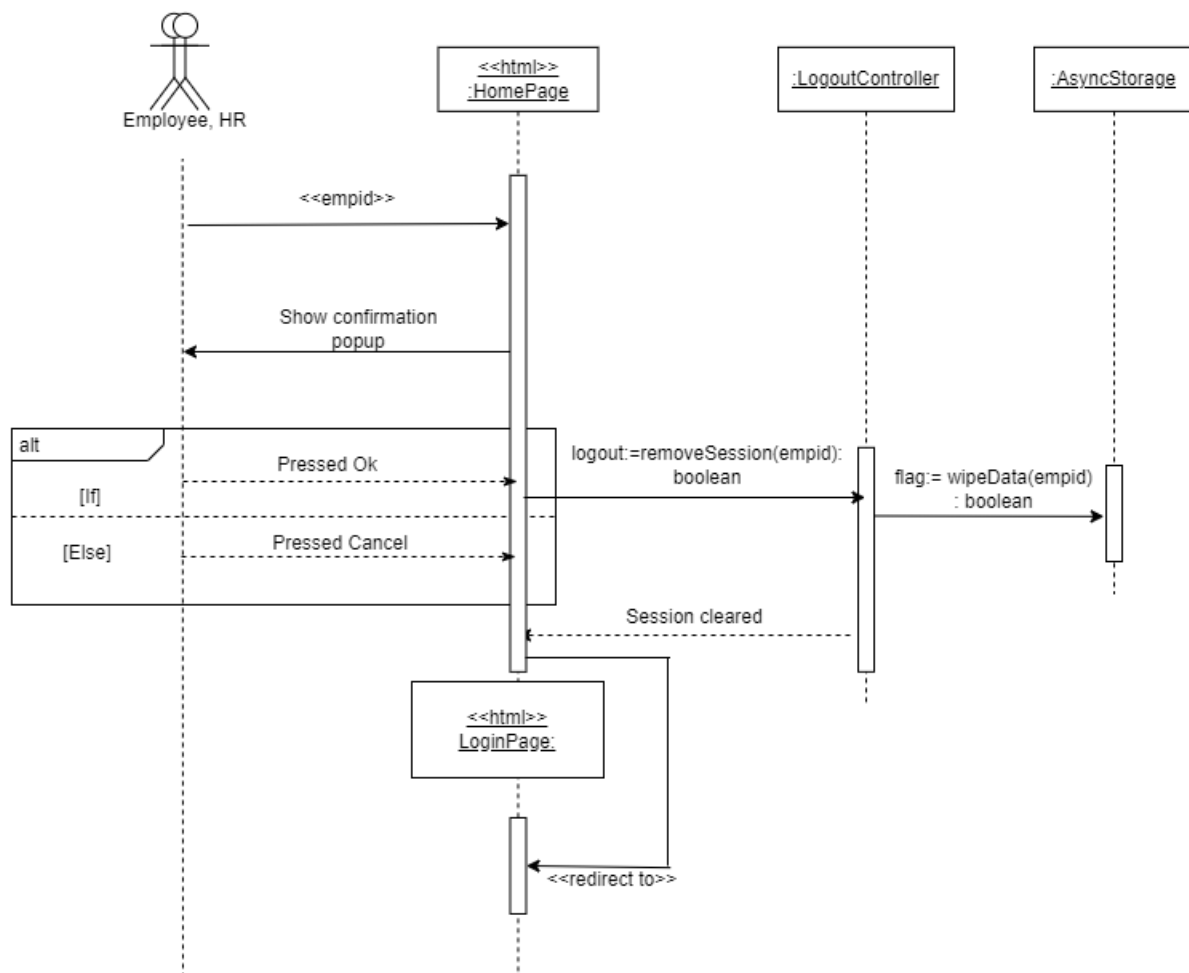 Employee, HR
<<html>>
:HomePage
:LogoutController
:AsyncStorage
<<empid>>
Show confirmation
popup
alt
Pressed Ok
[If]
logout:=removeSession(empid):
boolean
flag:= wipeData(empid)
: boolean
Pressed Cancel
[Else]
Session cleared
<<html>>
LoginPage:
<<redirect to>>